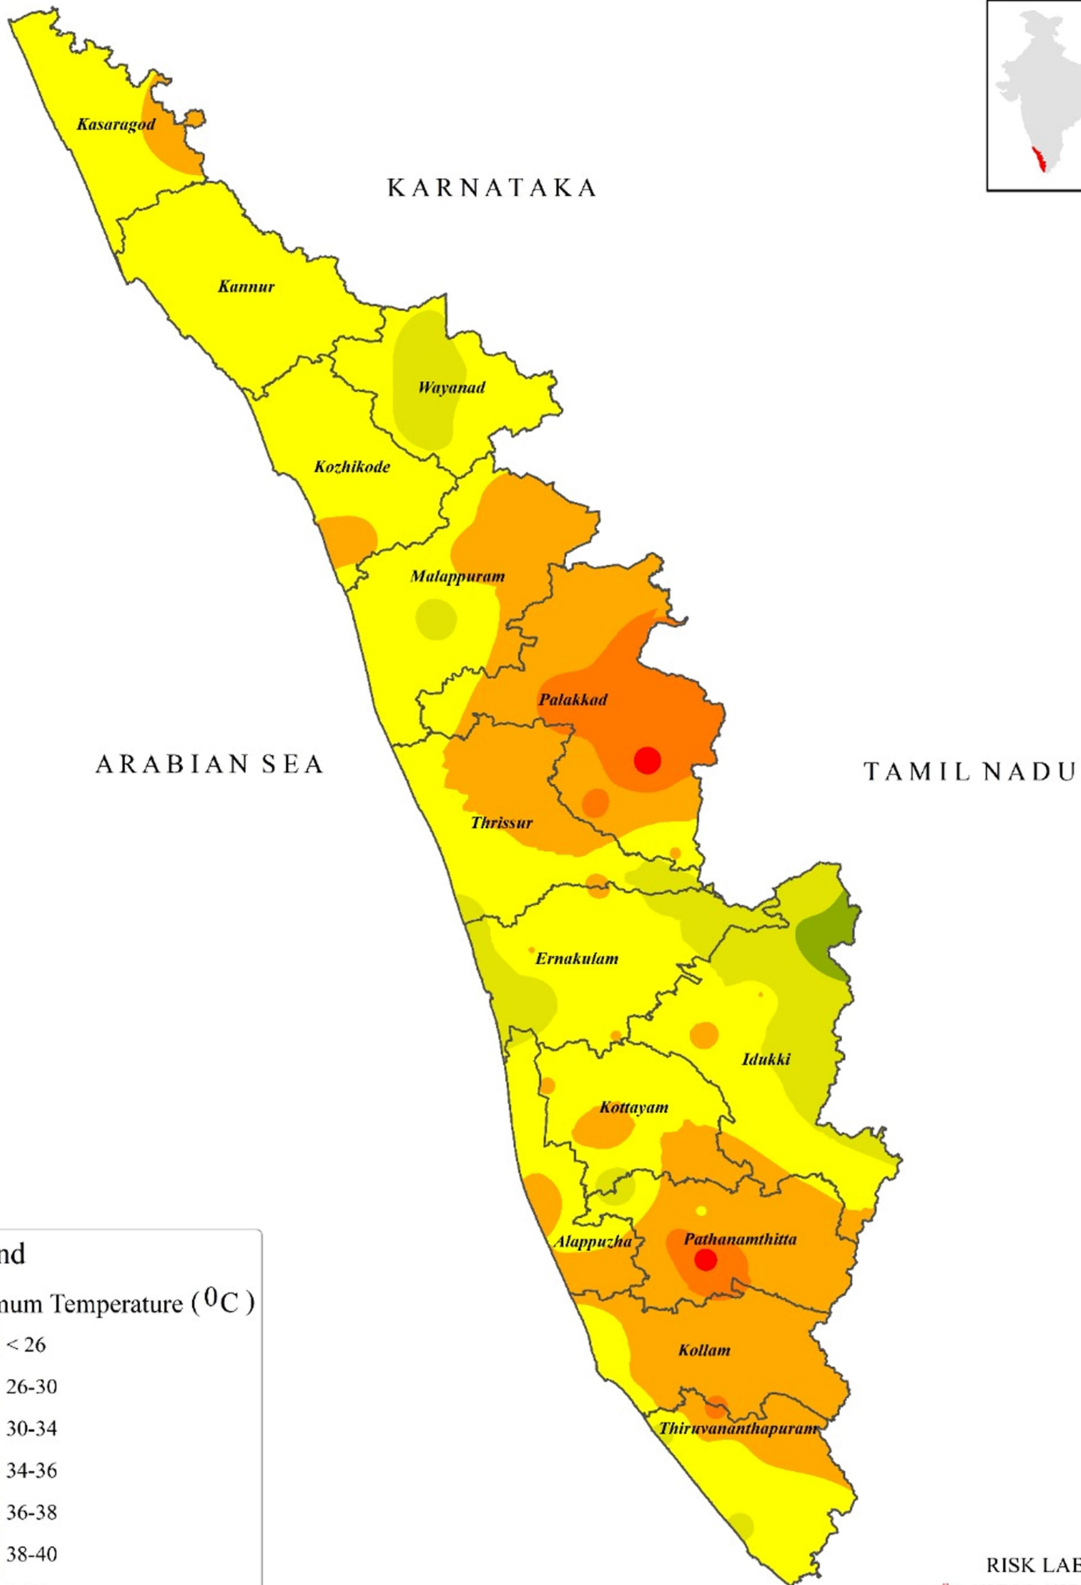 Kasaragod
KARNATAKA
Kannur
Wayanad
Kozhikode
Malappuram
Palakkad
ARABIAN SEA
TAMIL NADU
Thrissur
Ernakulam
Idukki
Kottayam
Alappuzha
Pathanamthitta
Kollam
Thiruvananthapuram
nd
num Temperature (⁰C)
< 26
26-30
30-34
34-36
36-38
38-40
RISK LAB